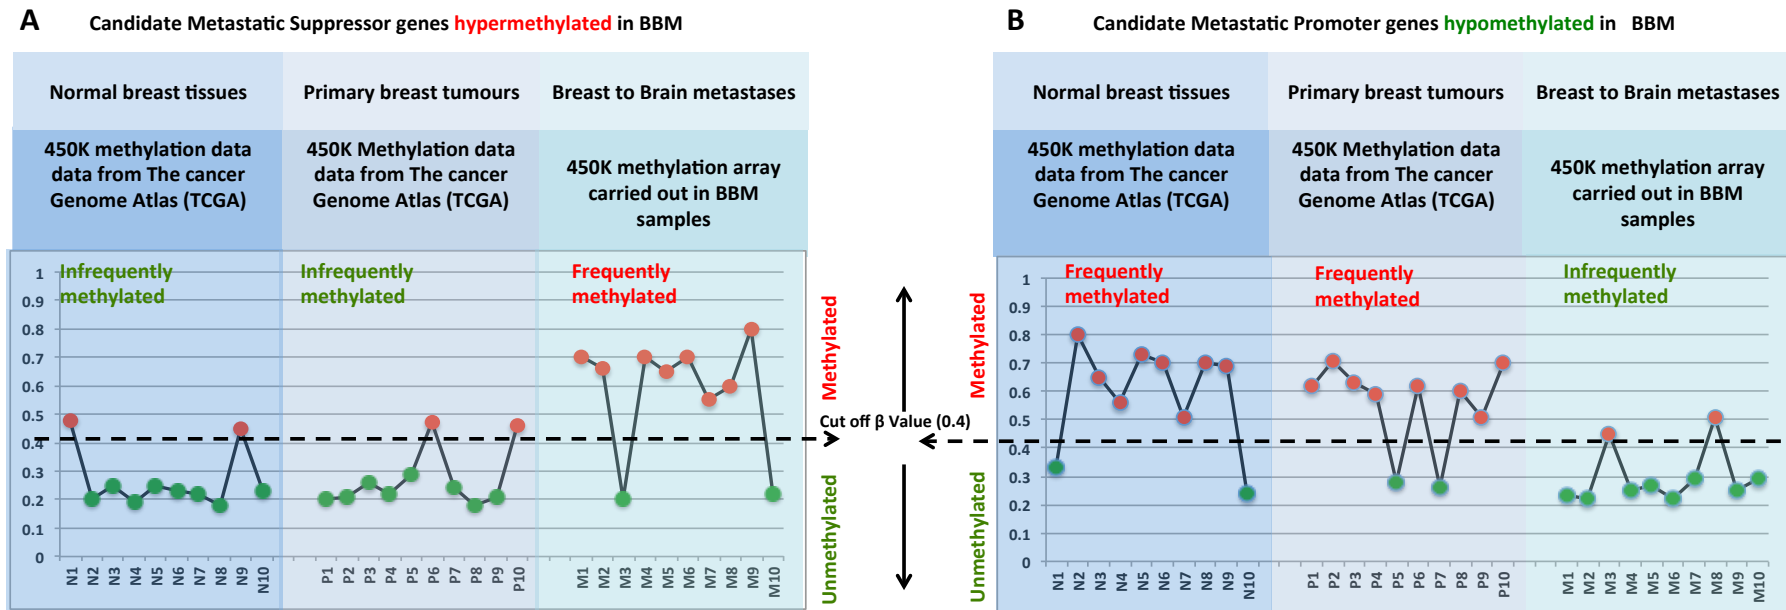 A
Candidate Metastatic Suppressor genes hypermethylated in BBM
Normal breast tissues
Primary breast tumours
Breast to Brain metastases
450K methylation data
data from The cancer
Genome Atlas (TCGA)
450K Methylation data
data from The cancer
Genome Atlas (TCGA)
450K methylation array
carried out in BBM
samples
Infrequently
methylated
Infrequently
methylated
Frequently
methylated
1
0.9
0.8
0.7
0.6
0.5
0.4
0.3
0.2
0.1
0
N1 N2 N3 N4 N5 N6 N7 N8 N9 N10
P1 P2 P3 P4 P5 P6 P7 P8 P9 P10
M1 M2 M3 M4 M5 M6 M7 M8 M9 M10
Methylated
Unmethylated
Cut off β Value (0.4)
B
Candidate Metastatic Promoter genes hypomethylated in BBM
Normal breast tissues
Primary breast tumours
Breast to Brain metastases
450K methylation data
data from The cancer
Genome Atlas (TCGA)
450K Methylation data
data from The cancer
Genome Atlas (TCGA)
450K methylation array
carried out in BBM
samples
Methylated
Unmethylated
Frequently
methylated
Frequently
methylated
Infrequently
methylated
1
0.9
0.8
0.7
0.6
0.5
0.4
0.3
0.2
0.1
0
N1 N2 N3 N4 N5 N6 N7 N8 N9 N10
P1 P2 P3 P4 P5 P6 P7 P8 P9 P10
M1 M2 M3 M4 M5 M6 M7 M8 M9 M10